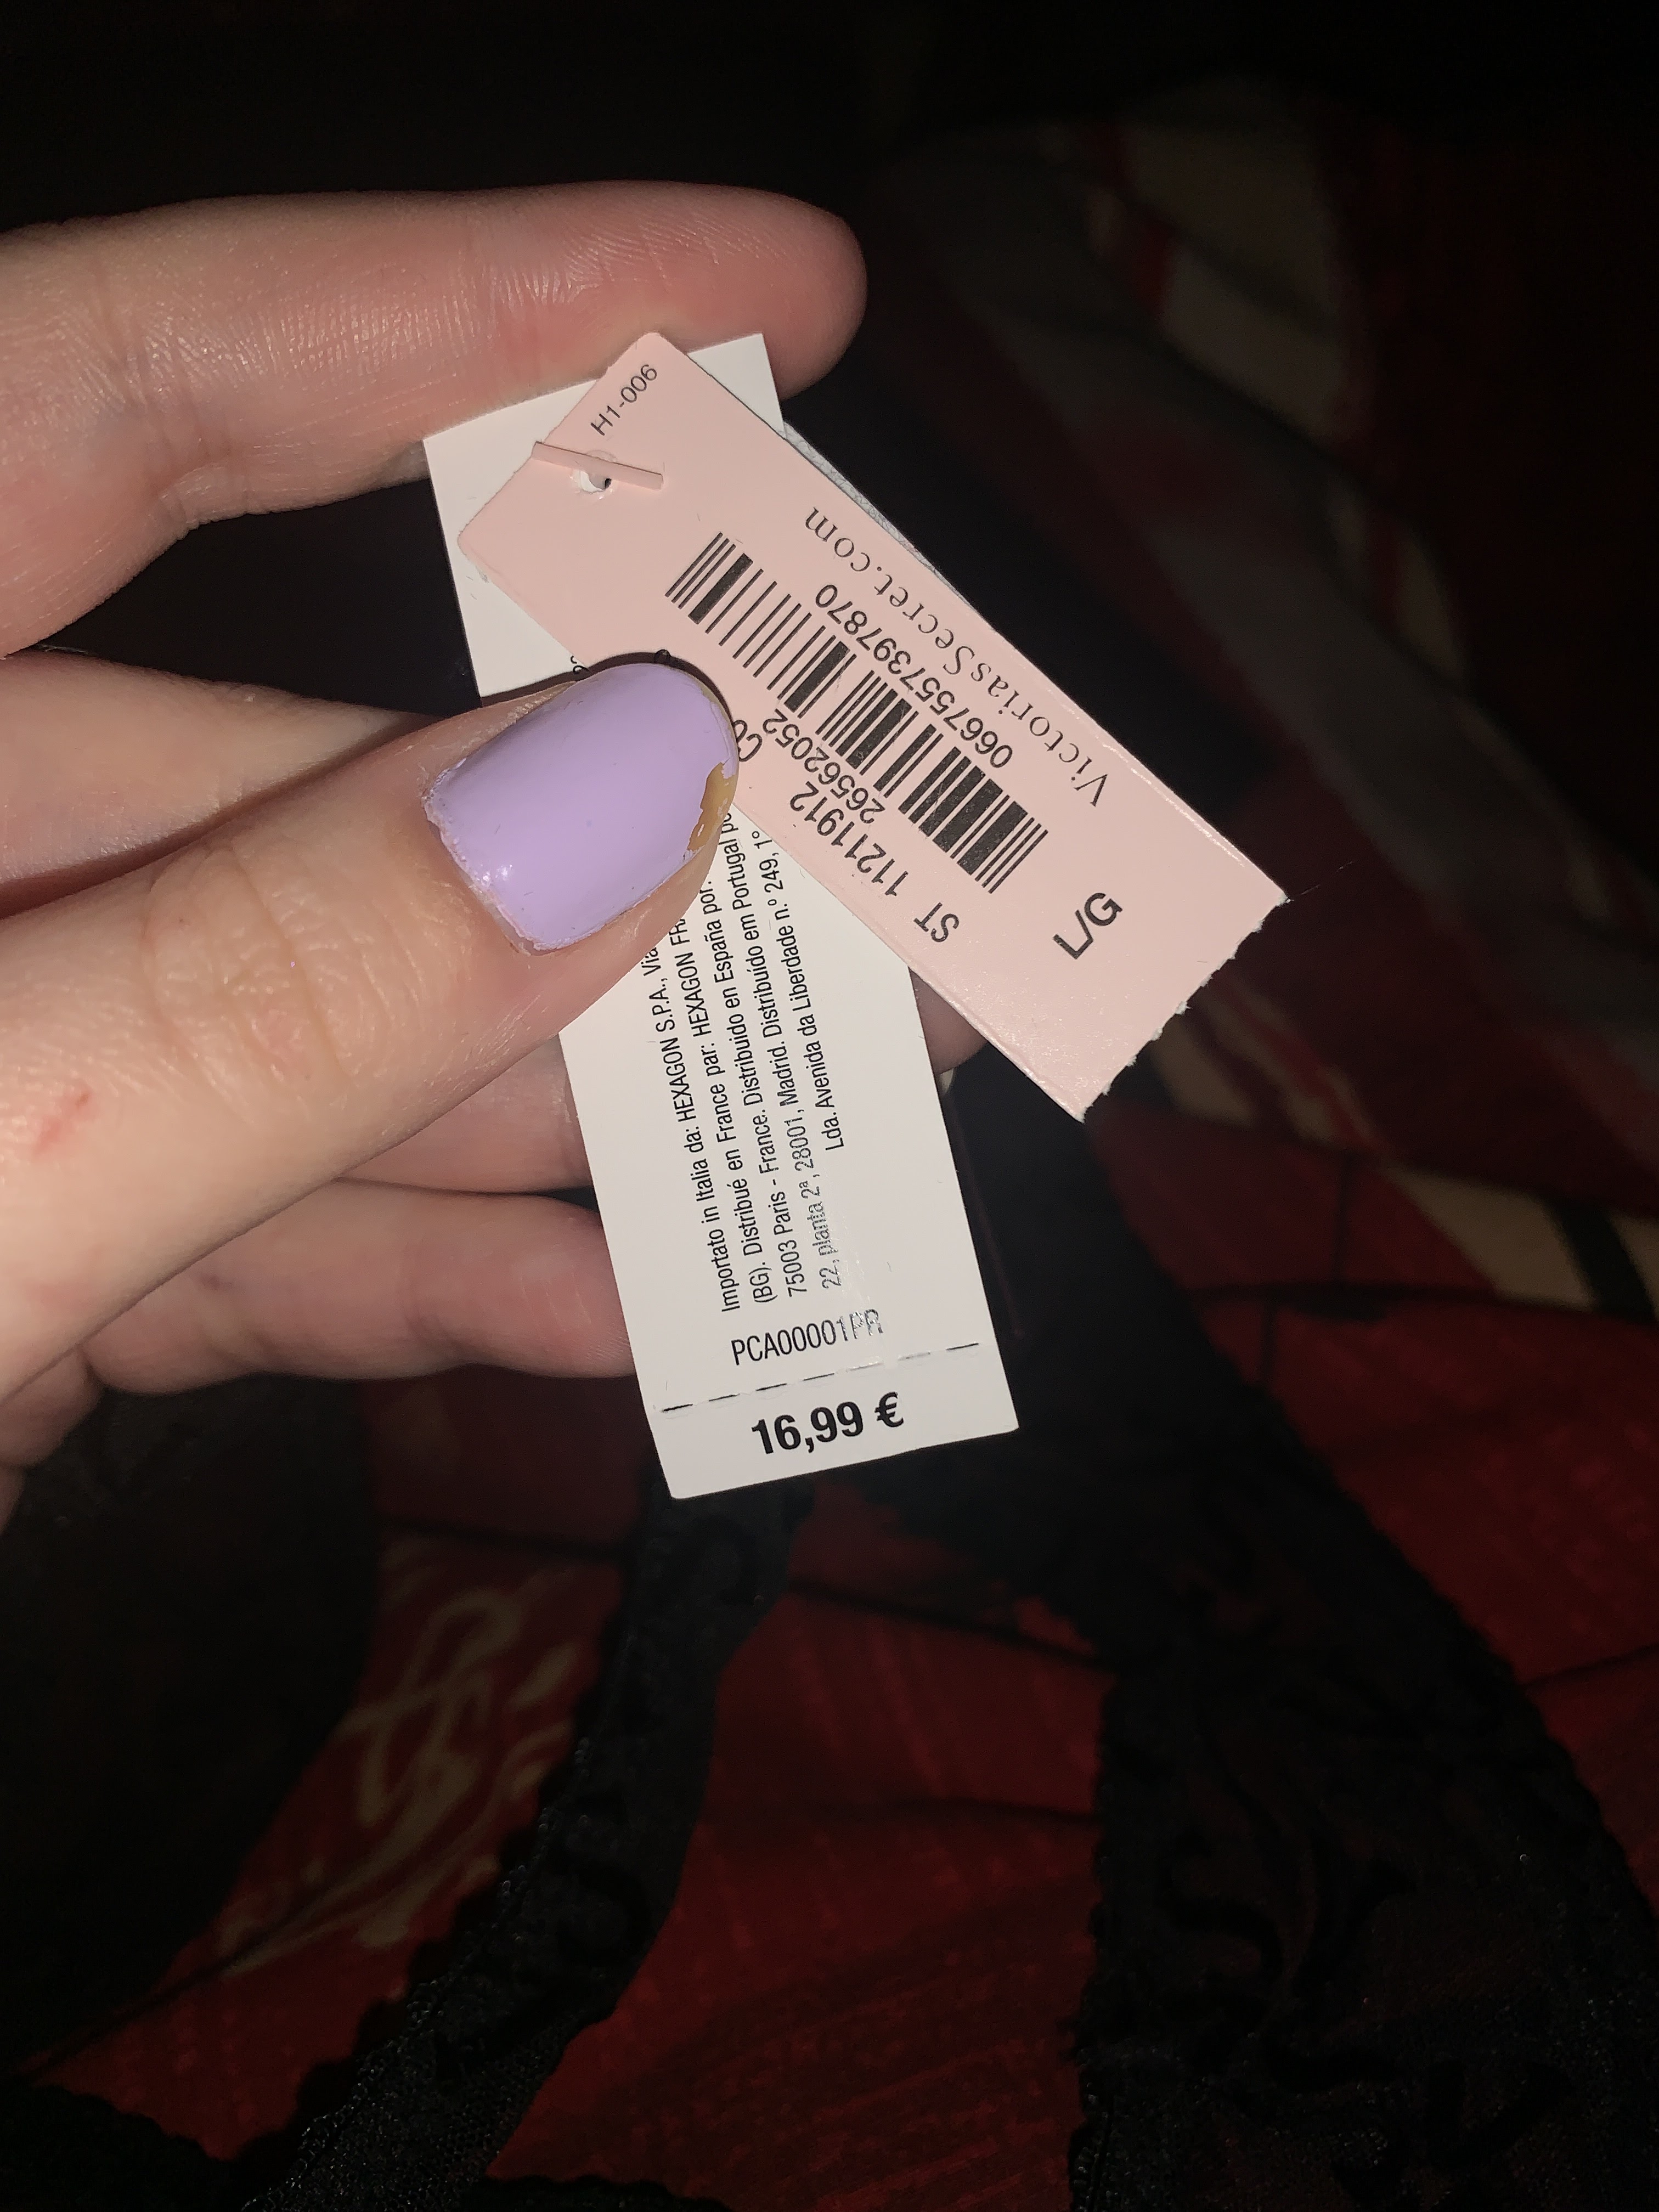 H1-006
VictoriasSecret.com
0667557397870
26562052
ST 11211912
L/G
Importato in Italia da: HEXAGON S.P.A., Via
(BG). Distribué en France par: HEXAGON FR
75003 Paris - France. Distribuido en España por:
22, planta 2ª, 28001, Madrid. Distribuído em Portugal
Lda. Avenida da Liberdade n.º 249, 1º
PCA00001PR
16,99 €